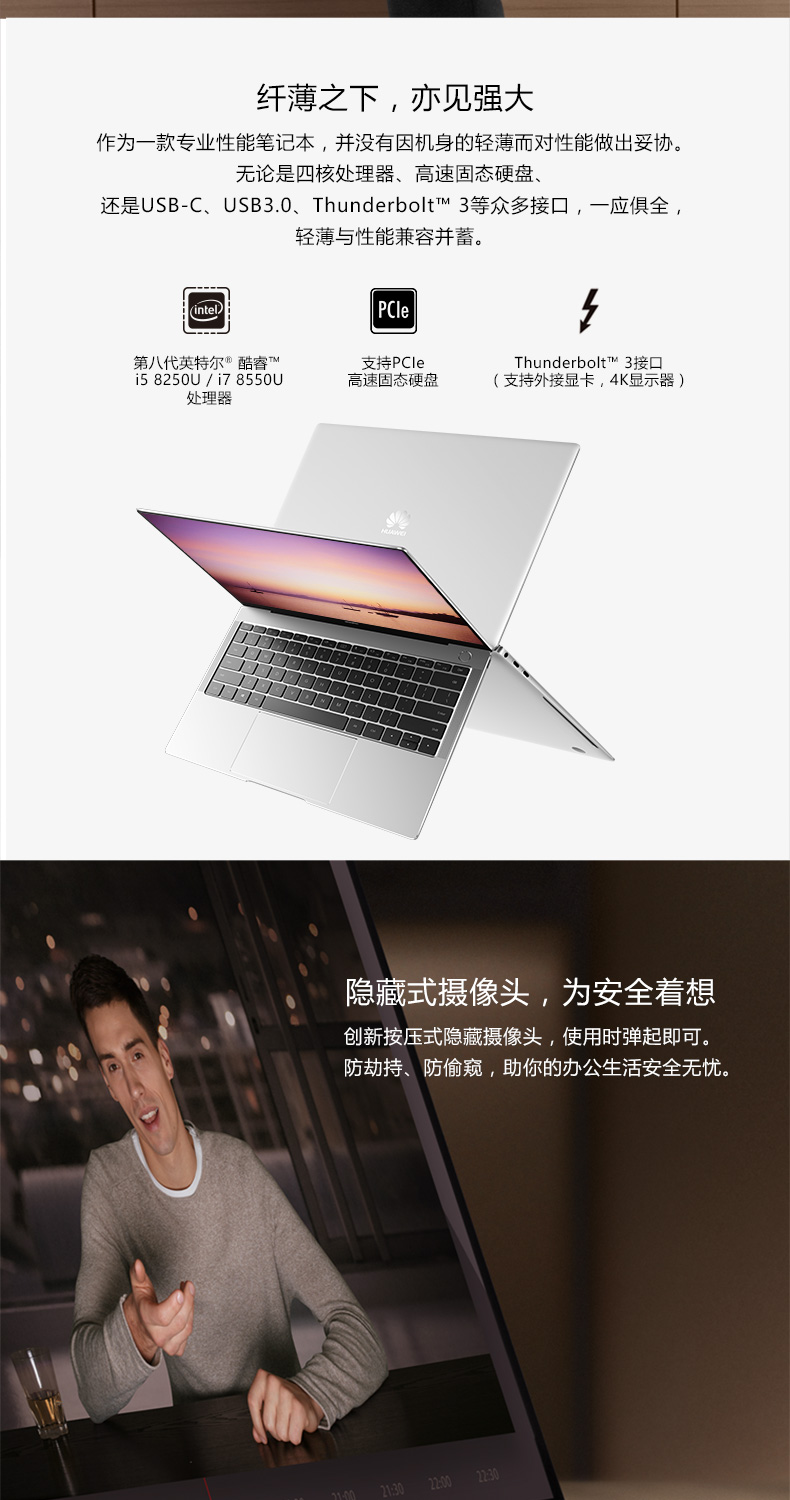 纤薄之下，亦见强大
作为一款专业性能笔记本，并没有因机身的轻薄而对性能做出妥协。
无论是四核处理器、高速固态硬盘、
还是USB-C、USB3.0、Thunderbolt™ 3等众多接口，一应俱全，
轻薄与性能兼容并蓄。
intel
PCIe
第八代英特尔® 酷睿™
i5 8250U / i7 8550U
处理器
支持PCIe
高速固态硬盘
Thunderbolt™ 3接口
（支持外接显卡，4K显示器）
HUAWEI
隐藏式摄像头，为安全着想
创新按压式隐藏摄像头，使用时弹起即可。
防劫持、防偷窥，助你的办公生活安全无忧。
21:00 21:30 22:00 22:30